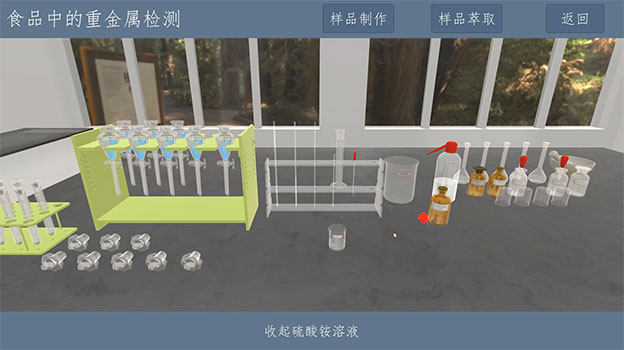 食品中的重金属检测
样品制作
样品萃取
返回
收起硫酸铵溶液